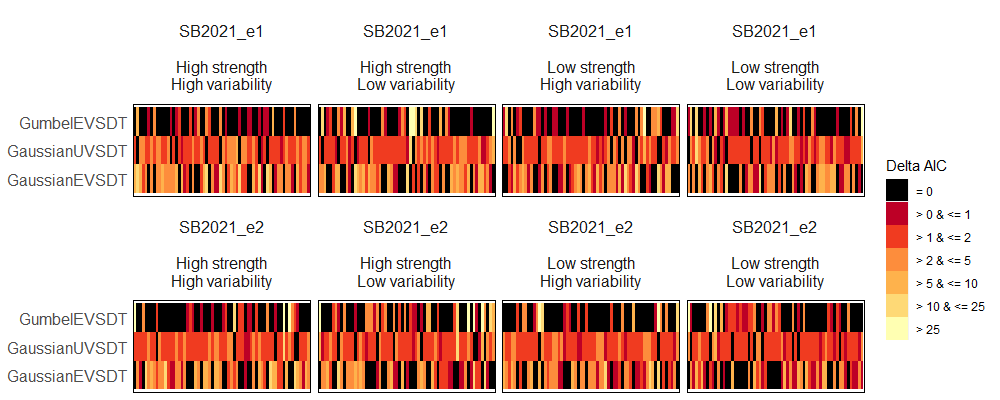 SB2021_e1 SB2021_e1 SB2021_e1 SB2021_e1
High strength High strength Low strength Low strength
High variability Low variability High variability Low variability
GumbelEVSDT
GaussianUVSDT
GaussianEVSDT
SB2021_e2 SB2021_e2 SB2021_e2 SB2021_e2
High strength High strength Low strength Low strength
High variability Low variability High variability Low variability
GumbelEVSDT
GaussianUVSDT
GaussianEVSDT
Delta AIC
= 0
> 0 & <= 1
> 1 & <= 2
> 2 & <= 5
> 5 & <= 10
> 10 & <= 25
> 25